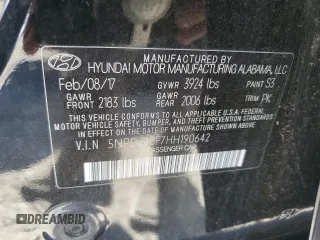 MANUFACTURED BY
HYUNDAI MOTOR MANUFACTURING ALABAMA, LLC
Feb/08/17 GVWR 3924 lbs PAINT S3
GAWR FRONT 2183 lbs GAWR REAR 2006 lbs TRIM PK
THIS VEHICLE CONFORMS TO ALL APPLICABLE U.S.A. FEDERAL
MOTOR VEHICLE SAFETY, BUMPER, AND THEFT PREVENTION
STANDARDS IN EFFECT ON THE DATE OF MANUFACTURE SHOWN ABOVE.
V.I.N
PASSENGER CAR
DREAMBID